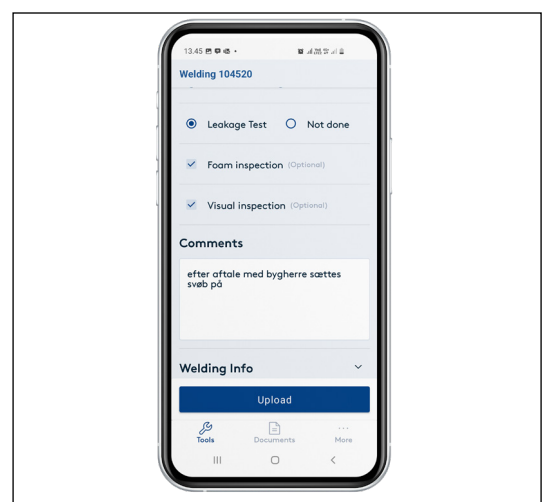 13.45
Welding 104520
Leakage Test Not done
Foam inspection (Optional)
Visual inspection (Optional)
Comments
efter aftale med bygherre sættes
svøb på
Welding Info
Upload
Tools Documents More